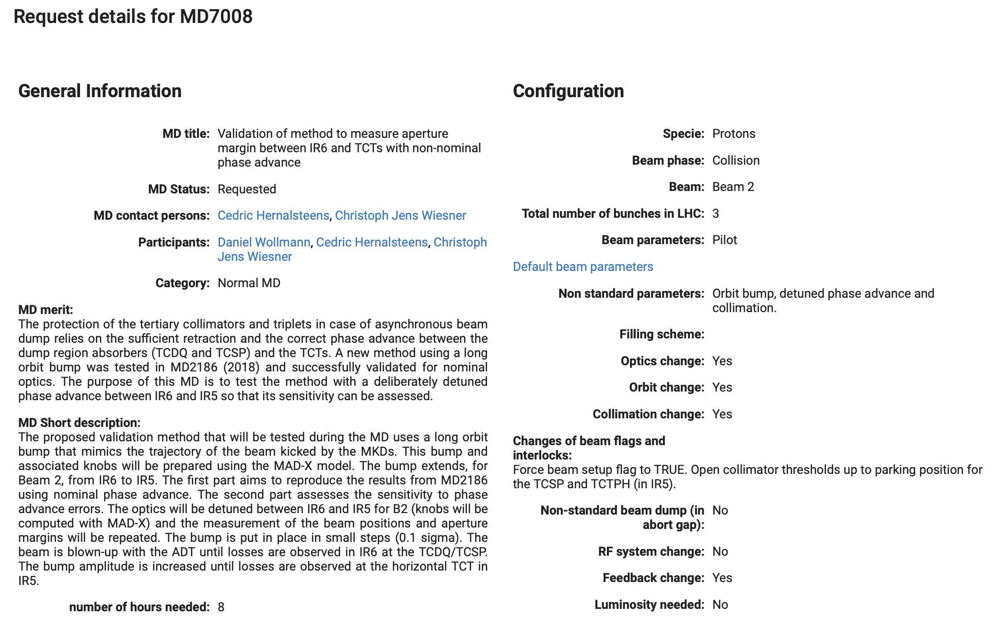 Request details for MD7008
General Information
MD title: Validation of method to measure aperture
margin between IR6 and TCTs with non-nominal
phase advance
MD Status: Requested
MD contact persons: Cedric Hernalsteens, Christoph Jens Wiesner
Participants: Daniel Wollmann, Cedric Hernalsteens, Christoph
Jens Wiesner
Category: Normal MD
MD merit:
The protection of the tertiary collimators and triplets in case of asynchronous beam
dump relies on the sufficient retraction and the correct phase advance between the
dump region absorbers (TCDQ and TCSP) and the TCTs. A new method using a long
orbit bump was tested in MD2186 (2018) and successfully validated for nominal
optics. The purpose of this MD is to test the method with a deliberately detuned
phase advance between IR6 and IR5 so that its sensitivity can be assessed.
MD Short description:
The proposed validation method that will be tested during the MD uses a long orbit
bump that mimics the trajectory of the beam kicked by the MKDs. This bump and
associated knobs will be prepared using the MAD-X model. The bump extends, for
Beam 2, from IR6 to IR5. The first part aims to reproduce the results from MD2186
using nominal phase advance. The second part assesses the sensitivity to phase
advance errors. The optics will be detuned between IR6 and IR5 for B2 (knobs will be
computed with MAD-X) and the measurement of the beam positions and aperture
margins will be repeated. The bump is put in place in small steps (0.1 sigma). The
beam is blown-up with the ADT until losses are observed in IR6 at the TCDQ/TCSP.
The bump amplitude is increased until losses are observed at the horizontal TCT in
IR5.
number of hours needed: 8
Configuration
Specie: Protons
Beam phase: Collision
Beam: Beam 2
Total number of bunches in LHC: 3
Beam parameters: Pilot
Default beam parameters
Non standard parameters: Orbit bump, detuned phase advance and
collimation.
Filling scheme:
Optics change: Yes
Orbit change: Yes
Collimation change: Yes
Changes of beam flags and
interlocks:
Force beam setup flag to TRUE. Open collimator thresholds up to parking position for
the TCSP and TCTPH (in IR5).
Non-standard beam dump (in No
abort gap):
RF system change: No
Feedback change: Yes
Luminosity needed: No